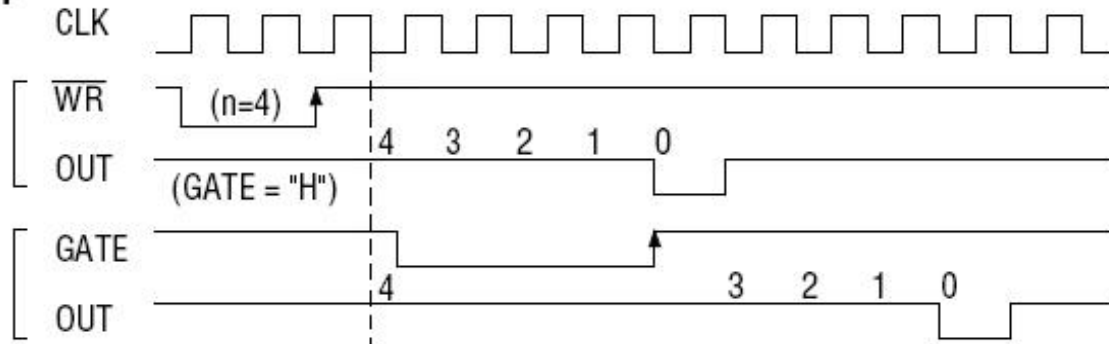 CLK
WR (n=4)
4 3 2 1 0
OUT
(GATE = "H")
GATE
4 3 2 1 0
OUT